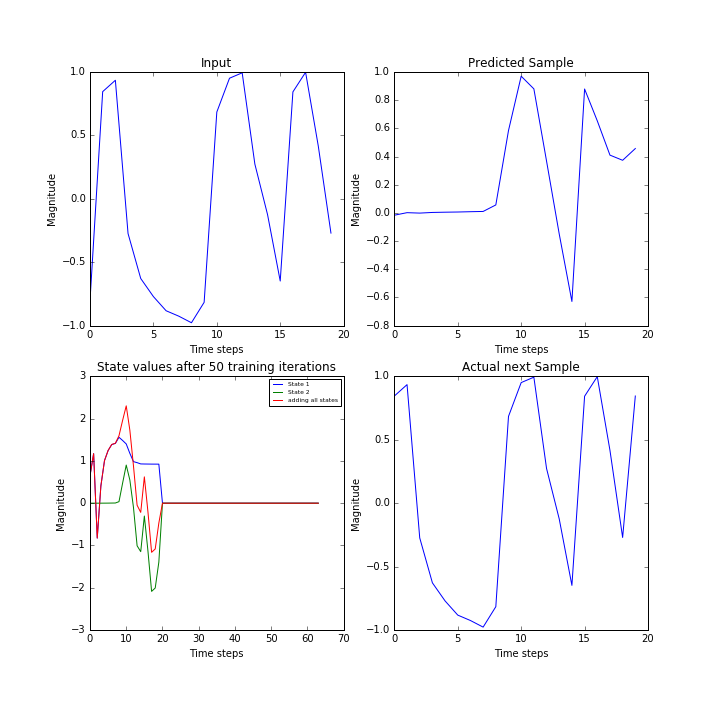 Input
Magnitude
1.0
0.5
0.0
−0.5
−1.0
0 5 10 15 20
Time steps
Predicted Sample
Magnitude
1.0
0.8
0.6
0.4
0.2
0.0
−0.2
−0.4
−0.6
−0.8
0 5 10 15 20
Time steps
State values after 50 training iterations
Magnitude
3
2
1
0
−1
−2
−3
State 1
State 2
adding all states
0 10 20 30 40 50 60 70
Time steps
Actual next Sample
Magnitude
1.0
0.5
0.0
−0.5
−1.0
0 5 10 15 20
Time steps